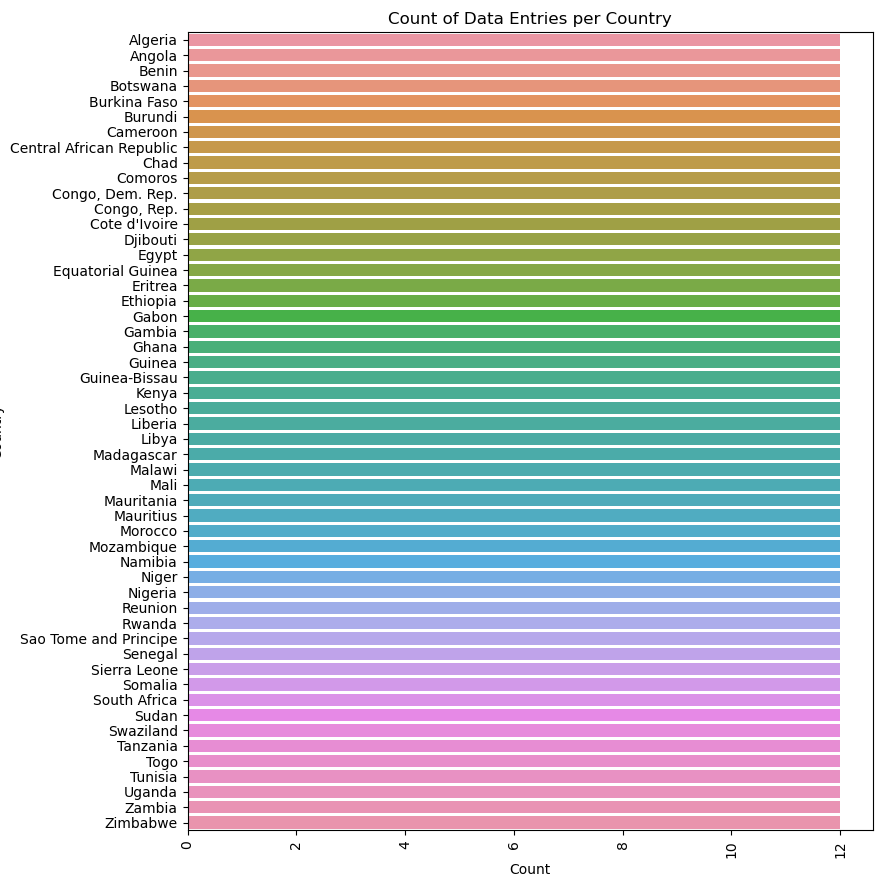 Count of Data Entries per Country
Algeria
Angola
Benin
Botswana
Burkina Faso
Burundi
Cameroon
Central African Republic
Chad
Comoros
Congo, Dem. Rep.
Congo, Rep.
Cote d'Ivoire
Djibouti
Egypt
Equatorial Guinea
Eritrea
Ethiopia
Gabon
Gambia
Ghana
Guinea
Guinea-Bissau
Kenya
Lesotho
Liberia
Libya
Madagascar
Malawi
Mali
Mauritania
Mauritius
Morocco
Mozambique
Namibia
Niger
Nigeria
Reunion
Rwanda
Sao Tome and Principe
Senegal
Sierra Leone
Somalia
South Africa
Sudan
Swaziland
Tanzania
Togo
Tunisia
Uganda
Zambia
Zimbabwe
0 2 4 6 8 10 12
Count